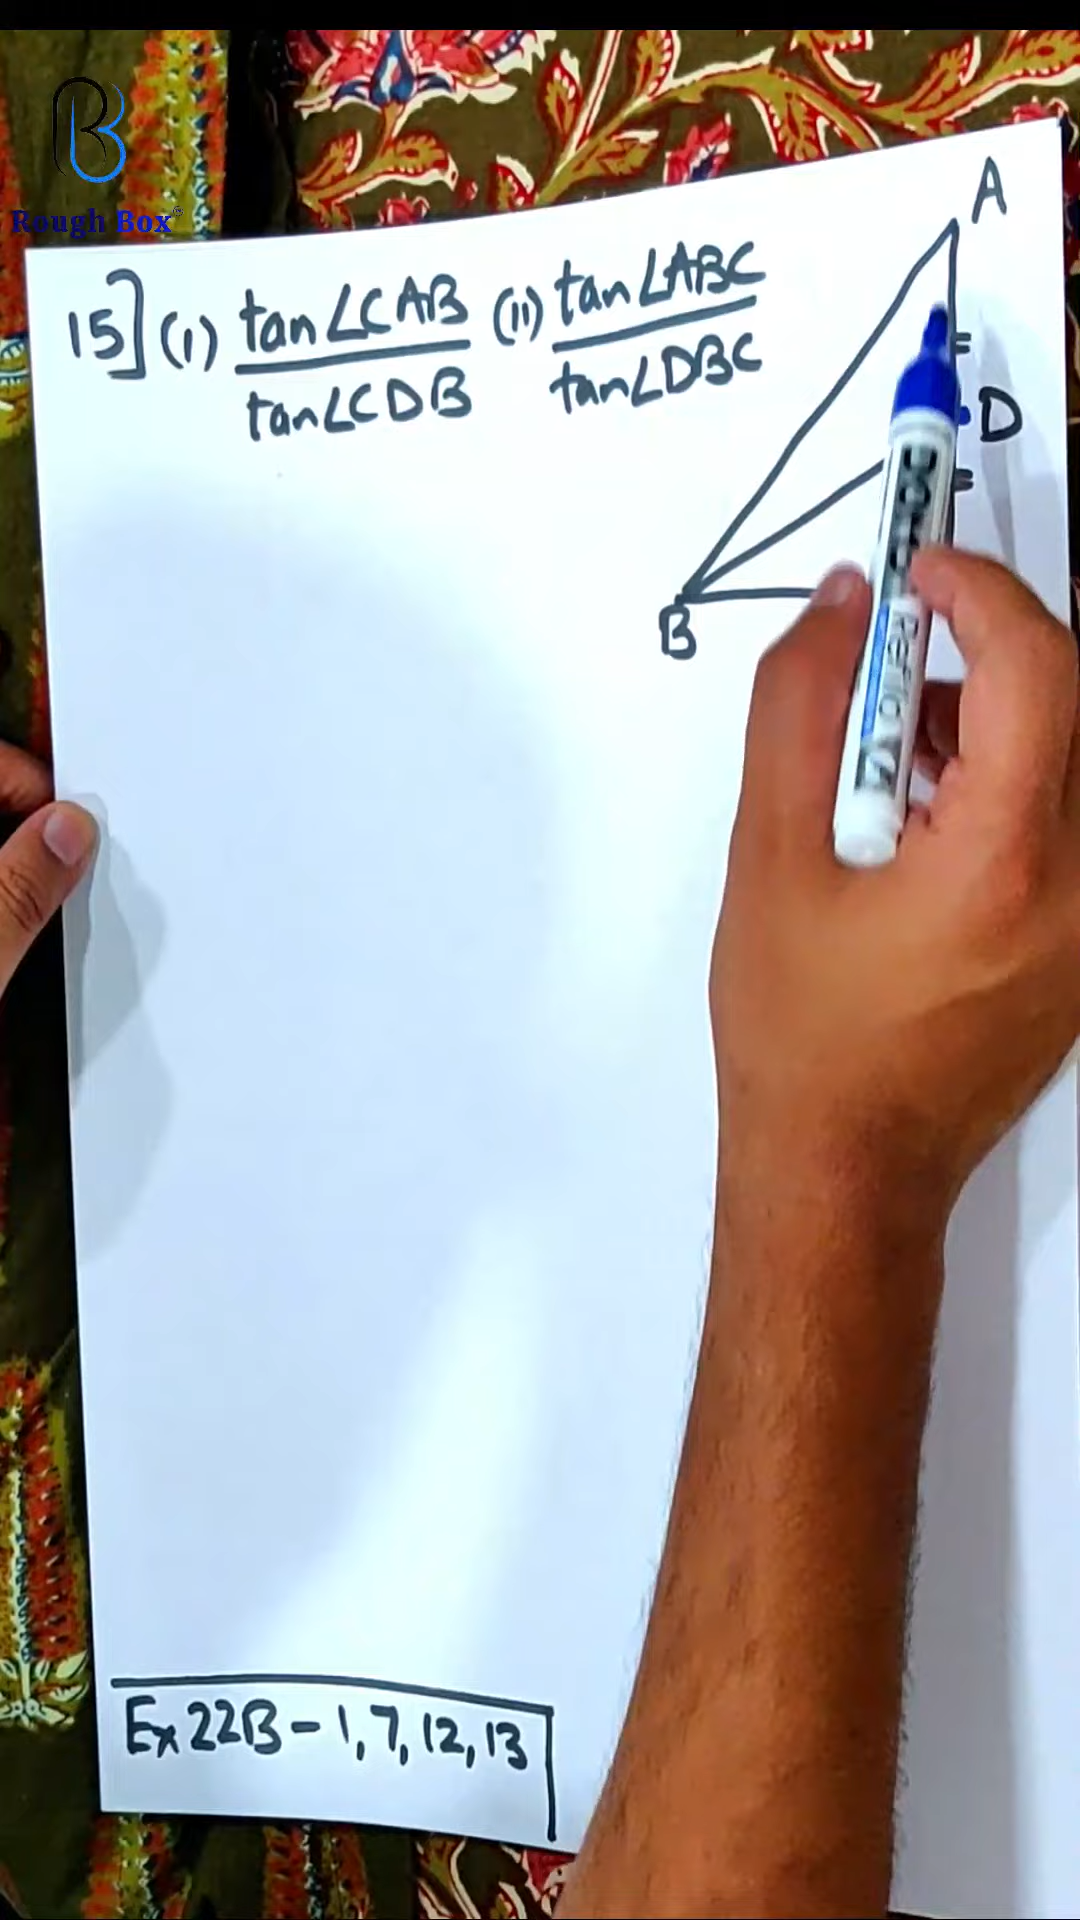 Rough Box
15] (i) tan∠CAB / tan∠CDB (ii) tan∠ABC / tan∠DBC
A
D
B
Ex 22B - 1, 7, 12, 13